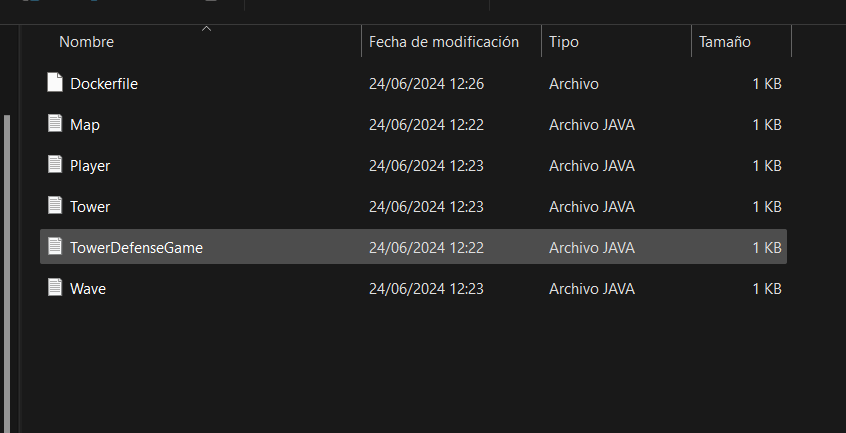 Nombre Fecha de modificación Tipo Tamaño
Dockerfile 24/06/2024 12:26 Archivo 1 KB
Map 24/06/2024 12:22 Archivo JAVA 1 KB
Player 24/06/2024 12:23 Archivo JAVA 1 KB
Tower 24/06/2024 12:23 Archivo JAVA 1 KB
TowerDefenseGame 24/06/2024 12:22 Archivo JAVA 1 KB
Wave 24/06/2024 12:23 Archivo JAVA 1 KB